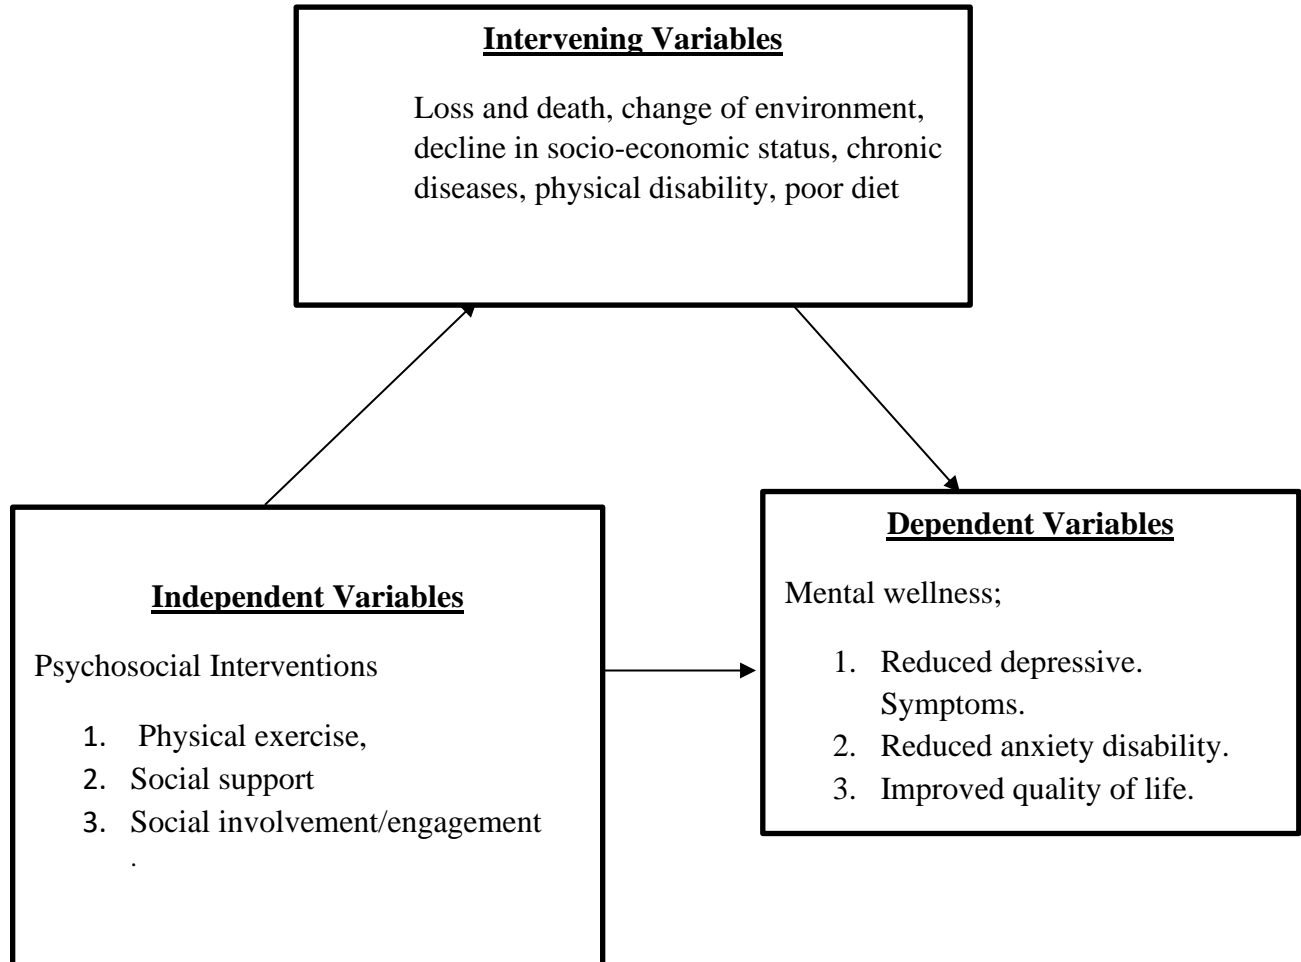 Intervening Variables
Loss and death, change of environment,
decline in socio-economic status, chronic
diseases, physical disability, poor diet
Independent Variables
Psychosocial Interventions
1. Physical exercise,
2. Social support
3. Social involvement/engagement
.
Dependent Variables
Mental wellness;
1. Reduced depressive.
Symptoms.
2. Reduced anxiety disability.
3. Improved quality of life.